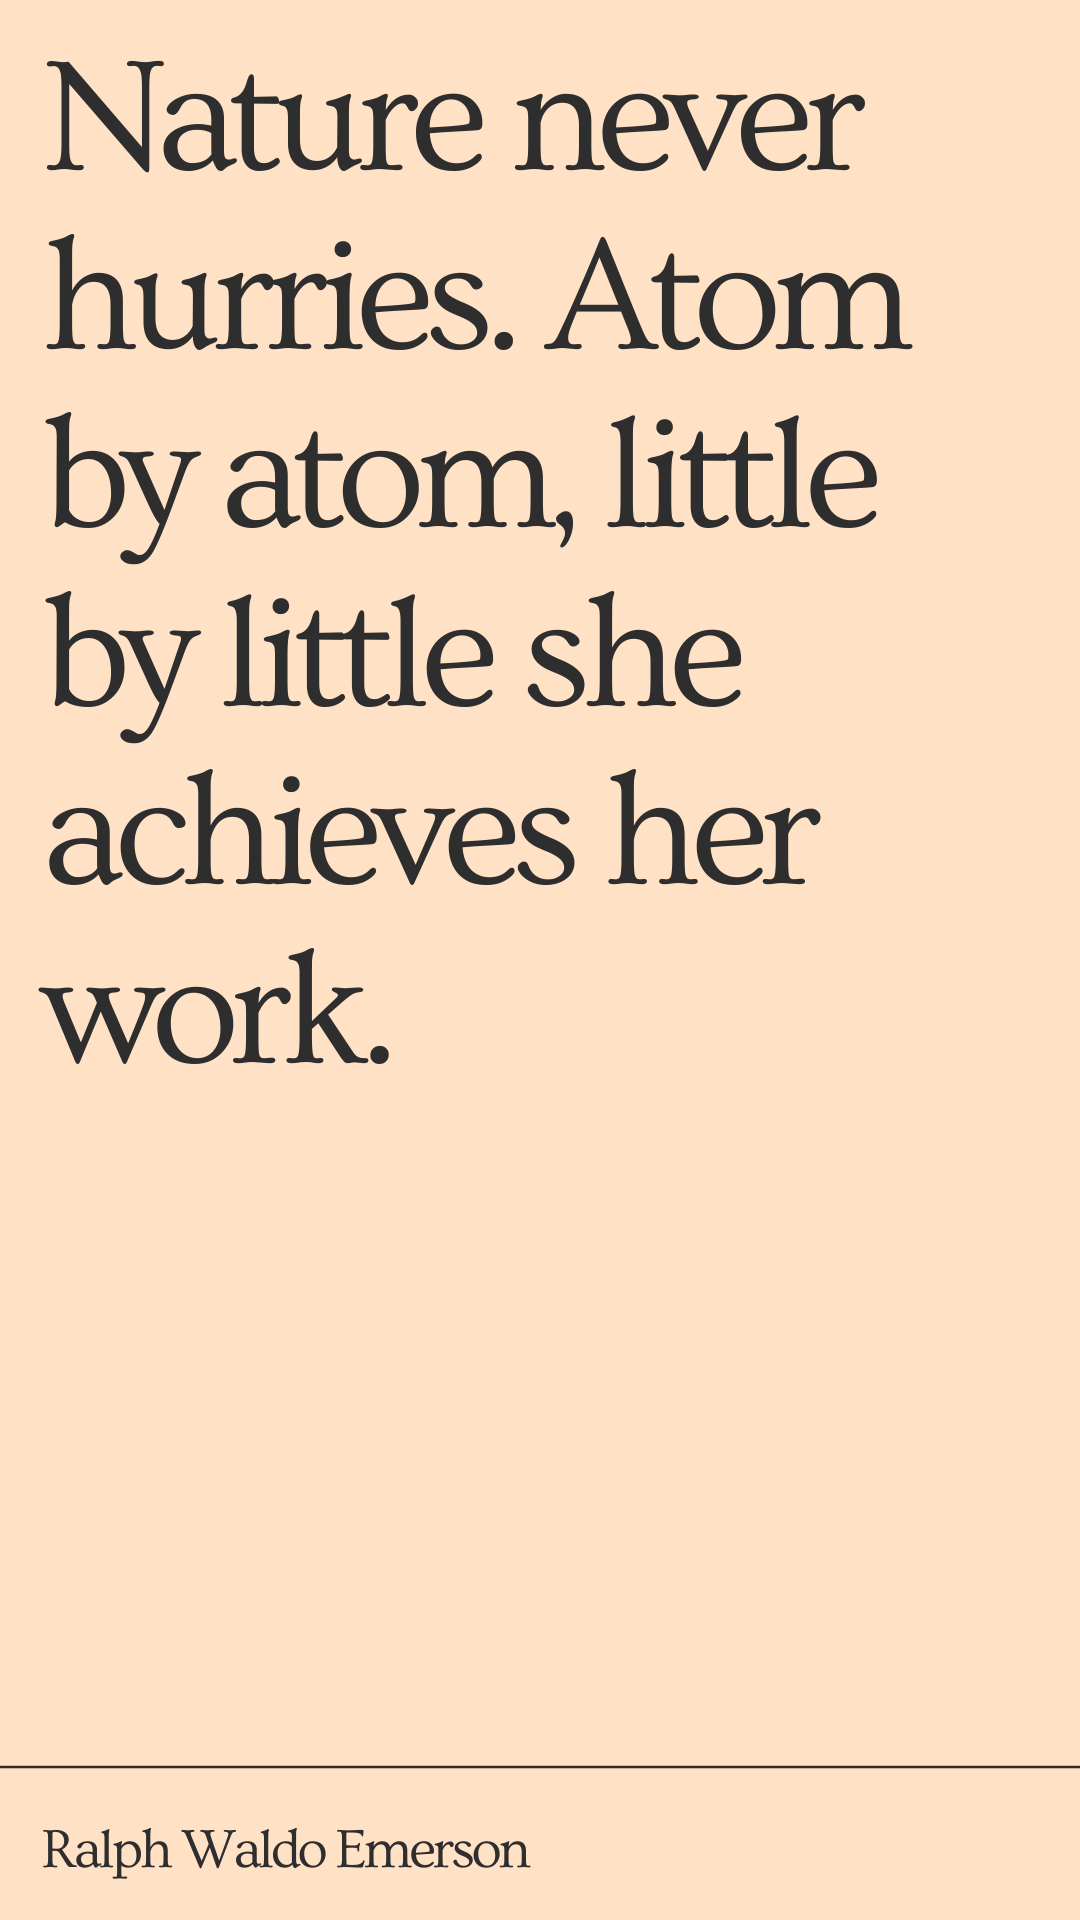 Nature never
hurries. Atom
by atom, little
by little she
achieves her
work.
Ralph Waldo Emerson